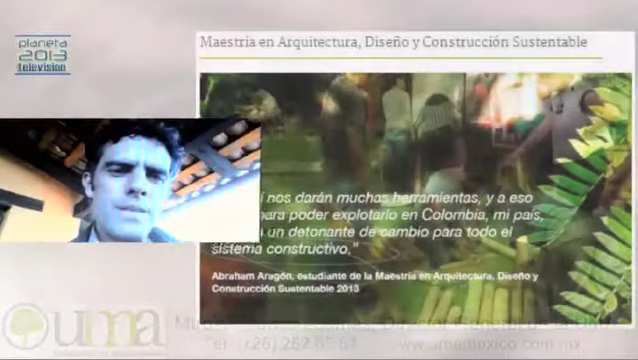 planeta
2013
televisión
Maestría en Arquitectura, Diseño y Construcción Sustentable
nos darán muchas herramientas, y a eso
para poder explotarlo en Colombia, mi país,
un detonante de cambio para todo el
sistema constructivo."
Abraham Aragón, estudiante de la Maestría en Arquitectura, Diseño y
Construcción Sustentable 2013
uma
Tel
www.umamexico.com.mx